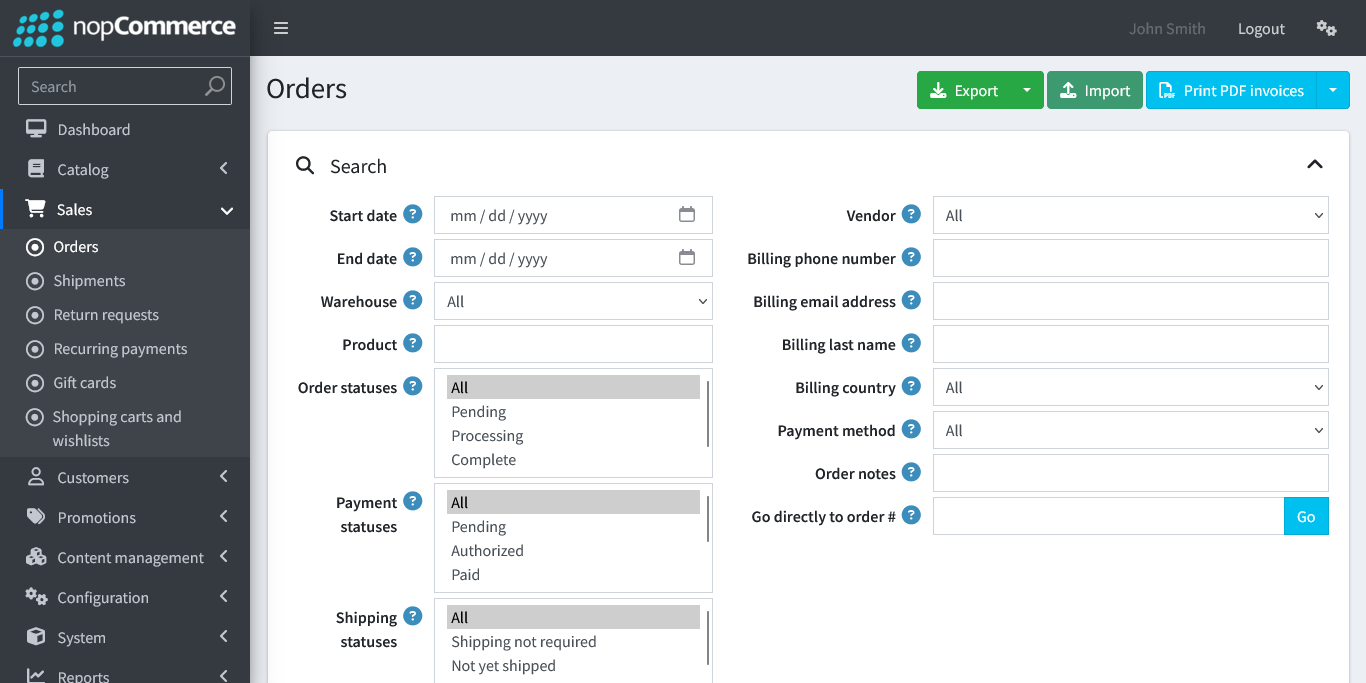 nopCommerce
John Smith
Logout
Search
Dashboard
Catalog
Sales
Orders
Shipments
Return requests
Recurring payments
Gift cards
Shopping carts and
wishlists
Customers
Promotions
Content management
Configuration
System
Reports
Orders
Export
Import
Print PDF invoices
Search
Start date ? mm / dd / yyyy
End date ? mm / dd / yyyy
Warehouse ? All
Product ?
Order statuses ? All
Pending
Processing
Complete
Payment ? All
statuses
Pending
Authorized
Paid
Shipping ? All
statuses
Shipping not required
Not yet shipped
Vendor ? All
Billing phone number ?
Billing email address ?
Billing last name ?
Billing country ? All
Payment method ? All
Order notes ?
Go directly to order # ? Go